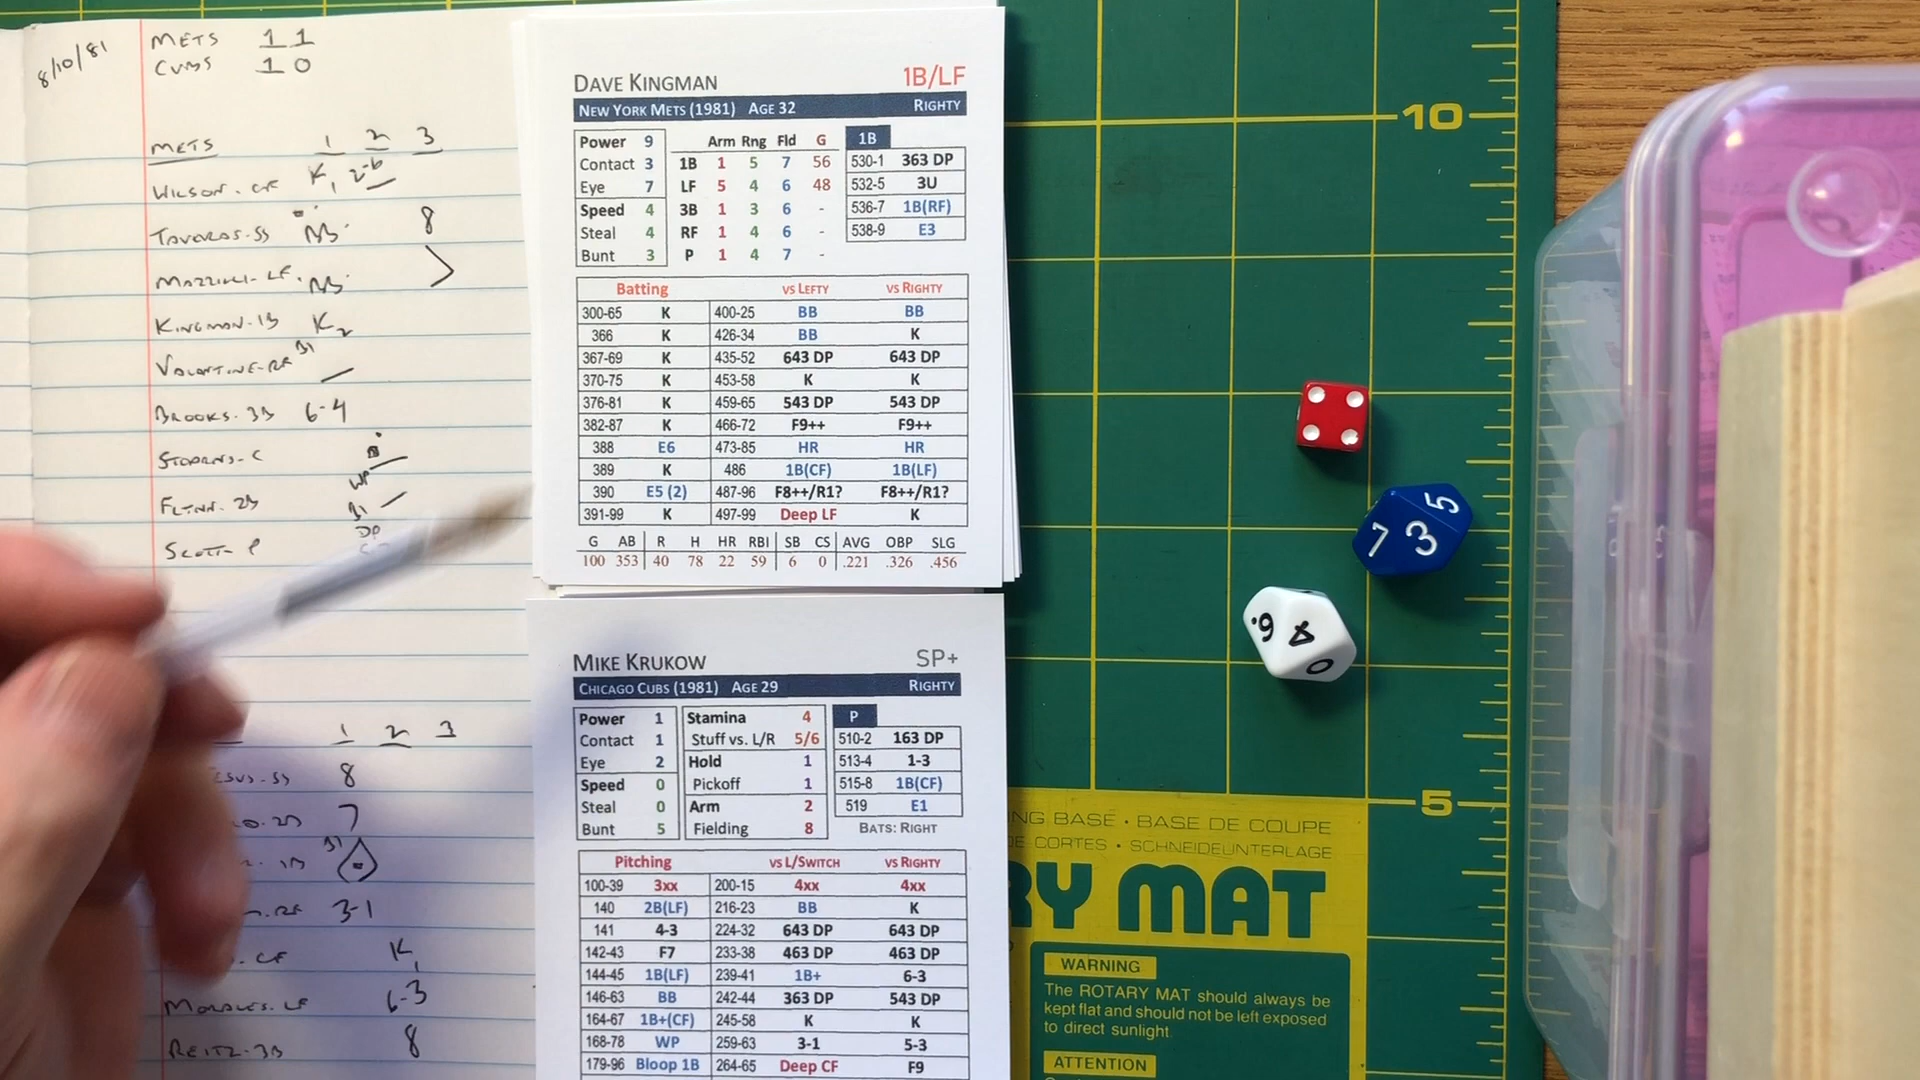 8/10/81
METS 1 1
CUBS 1 0
METS 1 2 3
WILSON. CF K 2-6
TAVERAS. SS 8
MAZZILLI. LF.
KINGMAN. 1B K
VALENTINE. RF
BROOKS. 3B 6-4
STEARNS. C WP
FLYNN. 2B
SCOTT. P DP
1 2 3
8
7
3-1
. CF K
MORALES. LF 6-3
REITZ. 3B 8
DAVE KINGMAN 1B/LF
NEW YORK METS (1981) AGE 32 RIGHTY
Power 9
Contact 3
Eye 7
Speed 4
Steal 4
Bunt 3
Arm Rng Fld G
1B 1 5 7 56
LF 5 4 6 48
3B 1 3 6 -
RF 1 4 6 -
P 1 4 7 -
1B
530-1 363 DP
532-5 3U
536-7 1B(RF)
538-9 E3
Batting VS LEFTY VS RIGHTY
300-65 K 400-25 BB BB
366 K 426-34 BB K
367-69 K 435-52 643 DP 643 DP
370-75 K 453-58 K K
376-81 K 459-65 543 DP 543 DP
382-87 K 466-72 F9++ F9++
388 E6 473-85 HR HR
389 K 486 1B(CF) 1B(LF)
390 E5 (2) 487-96 F8++/R1? F8++/R1?
391-99 K 497-99 Deep LF K
G AB R H HR RBI SB CS AVG OBP SLG
100 353 40 78 22 59 6 0 .221 .326 .456
MIKE KRUKOW SP+
CHICAGO CUBS (1981) AGE 29 RIGHTY
Power 1
Contact 1
Eye 2
Speed 0
Steal 0
Bunt 5
Stamina 4
Stuff vs. L/R 5/6
Hold 1
Pickoff 1
Arm 2
Fielding 8
P
510-2 163 DP
513-4 1-3
515-8 1B(CF)
519 E1
BATS: RIGHT
Pitching VS L/SWITCH VS RIGHTY
100-39 3xx 200-15 4xx 4xx
140 2B(LF) 216-23 BB K
141 4-3 224-32 643 DP 643 DP
142-43 F7 233-38 463 DP 463 DP
144-45 1B(LF) 239-41 1B+ 6-3
146-63 BB 242-44 363 DP 543 DP
164-67 1B+(CF) 245-58 K K
168-78 WP 259-63 3-1 5-3
179-96 Bloop 1B 264-65 Deep CF F9
10
5
7 3 5
6. 4 0
NG BASE • BASE DE COUPE
DE CORTES • SCHNEIDEUNTERLAGE
RY MAT
WARNING
The ROTARY MAT should always be
kept flat and should not be left exposed
to direct sunlight.
ATTENTION